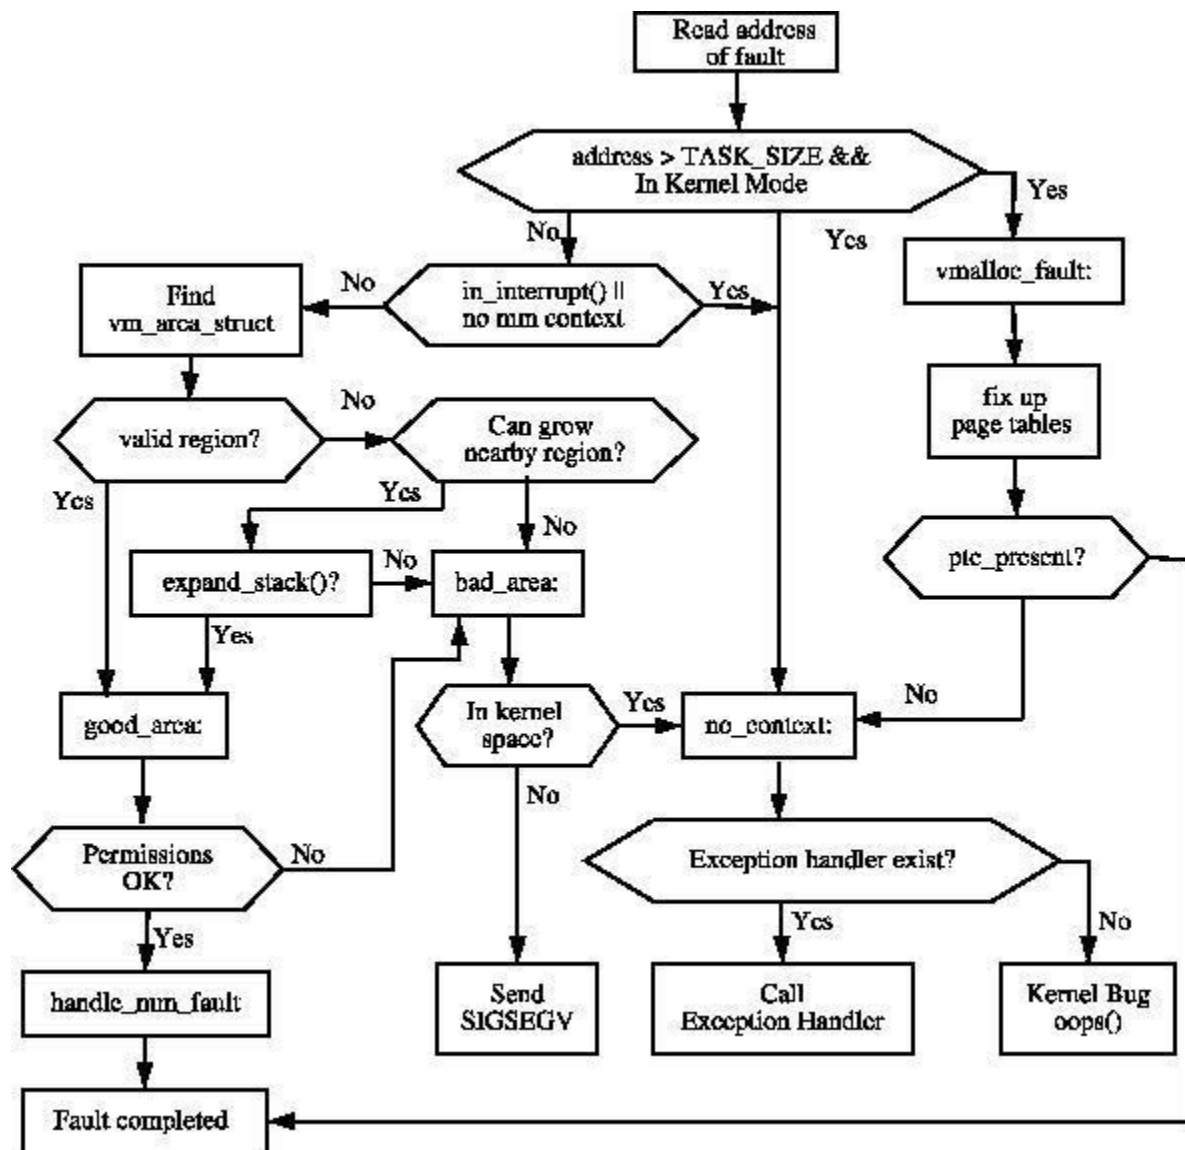 Read address
of fault
address > TASK_SIZE &&
In Kernel Mode
Yes
No
Yes
vmalloc_fault:
Find
vm_area_struct
No
in_interrupt() ||
no mm context
Yes
fix up
page tables
valid region?
No
Can grow
nearby region?
Yes
Yes
No
pte_present?
expand_stack()?
No
bad_area:
Yes
good_area:
In kernel
space?
Yes
no_context:
No
No
Permissions
OK?
No
Exception handler exist?
Yes
Yes
No
handle_mm_fault
Send
SIGSEGV
Call
Exception Handler
Kernel Bug
oops()
Fault completed